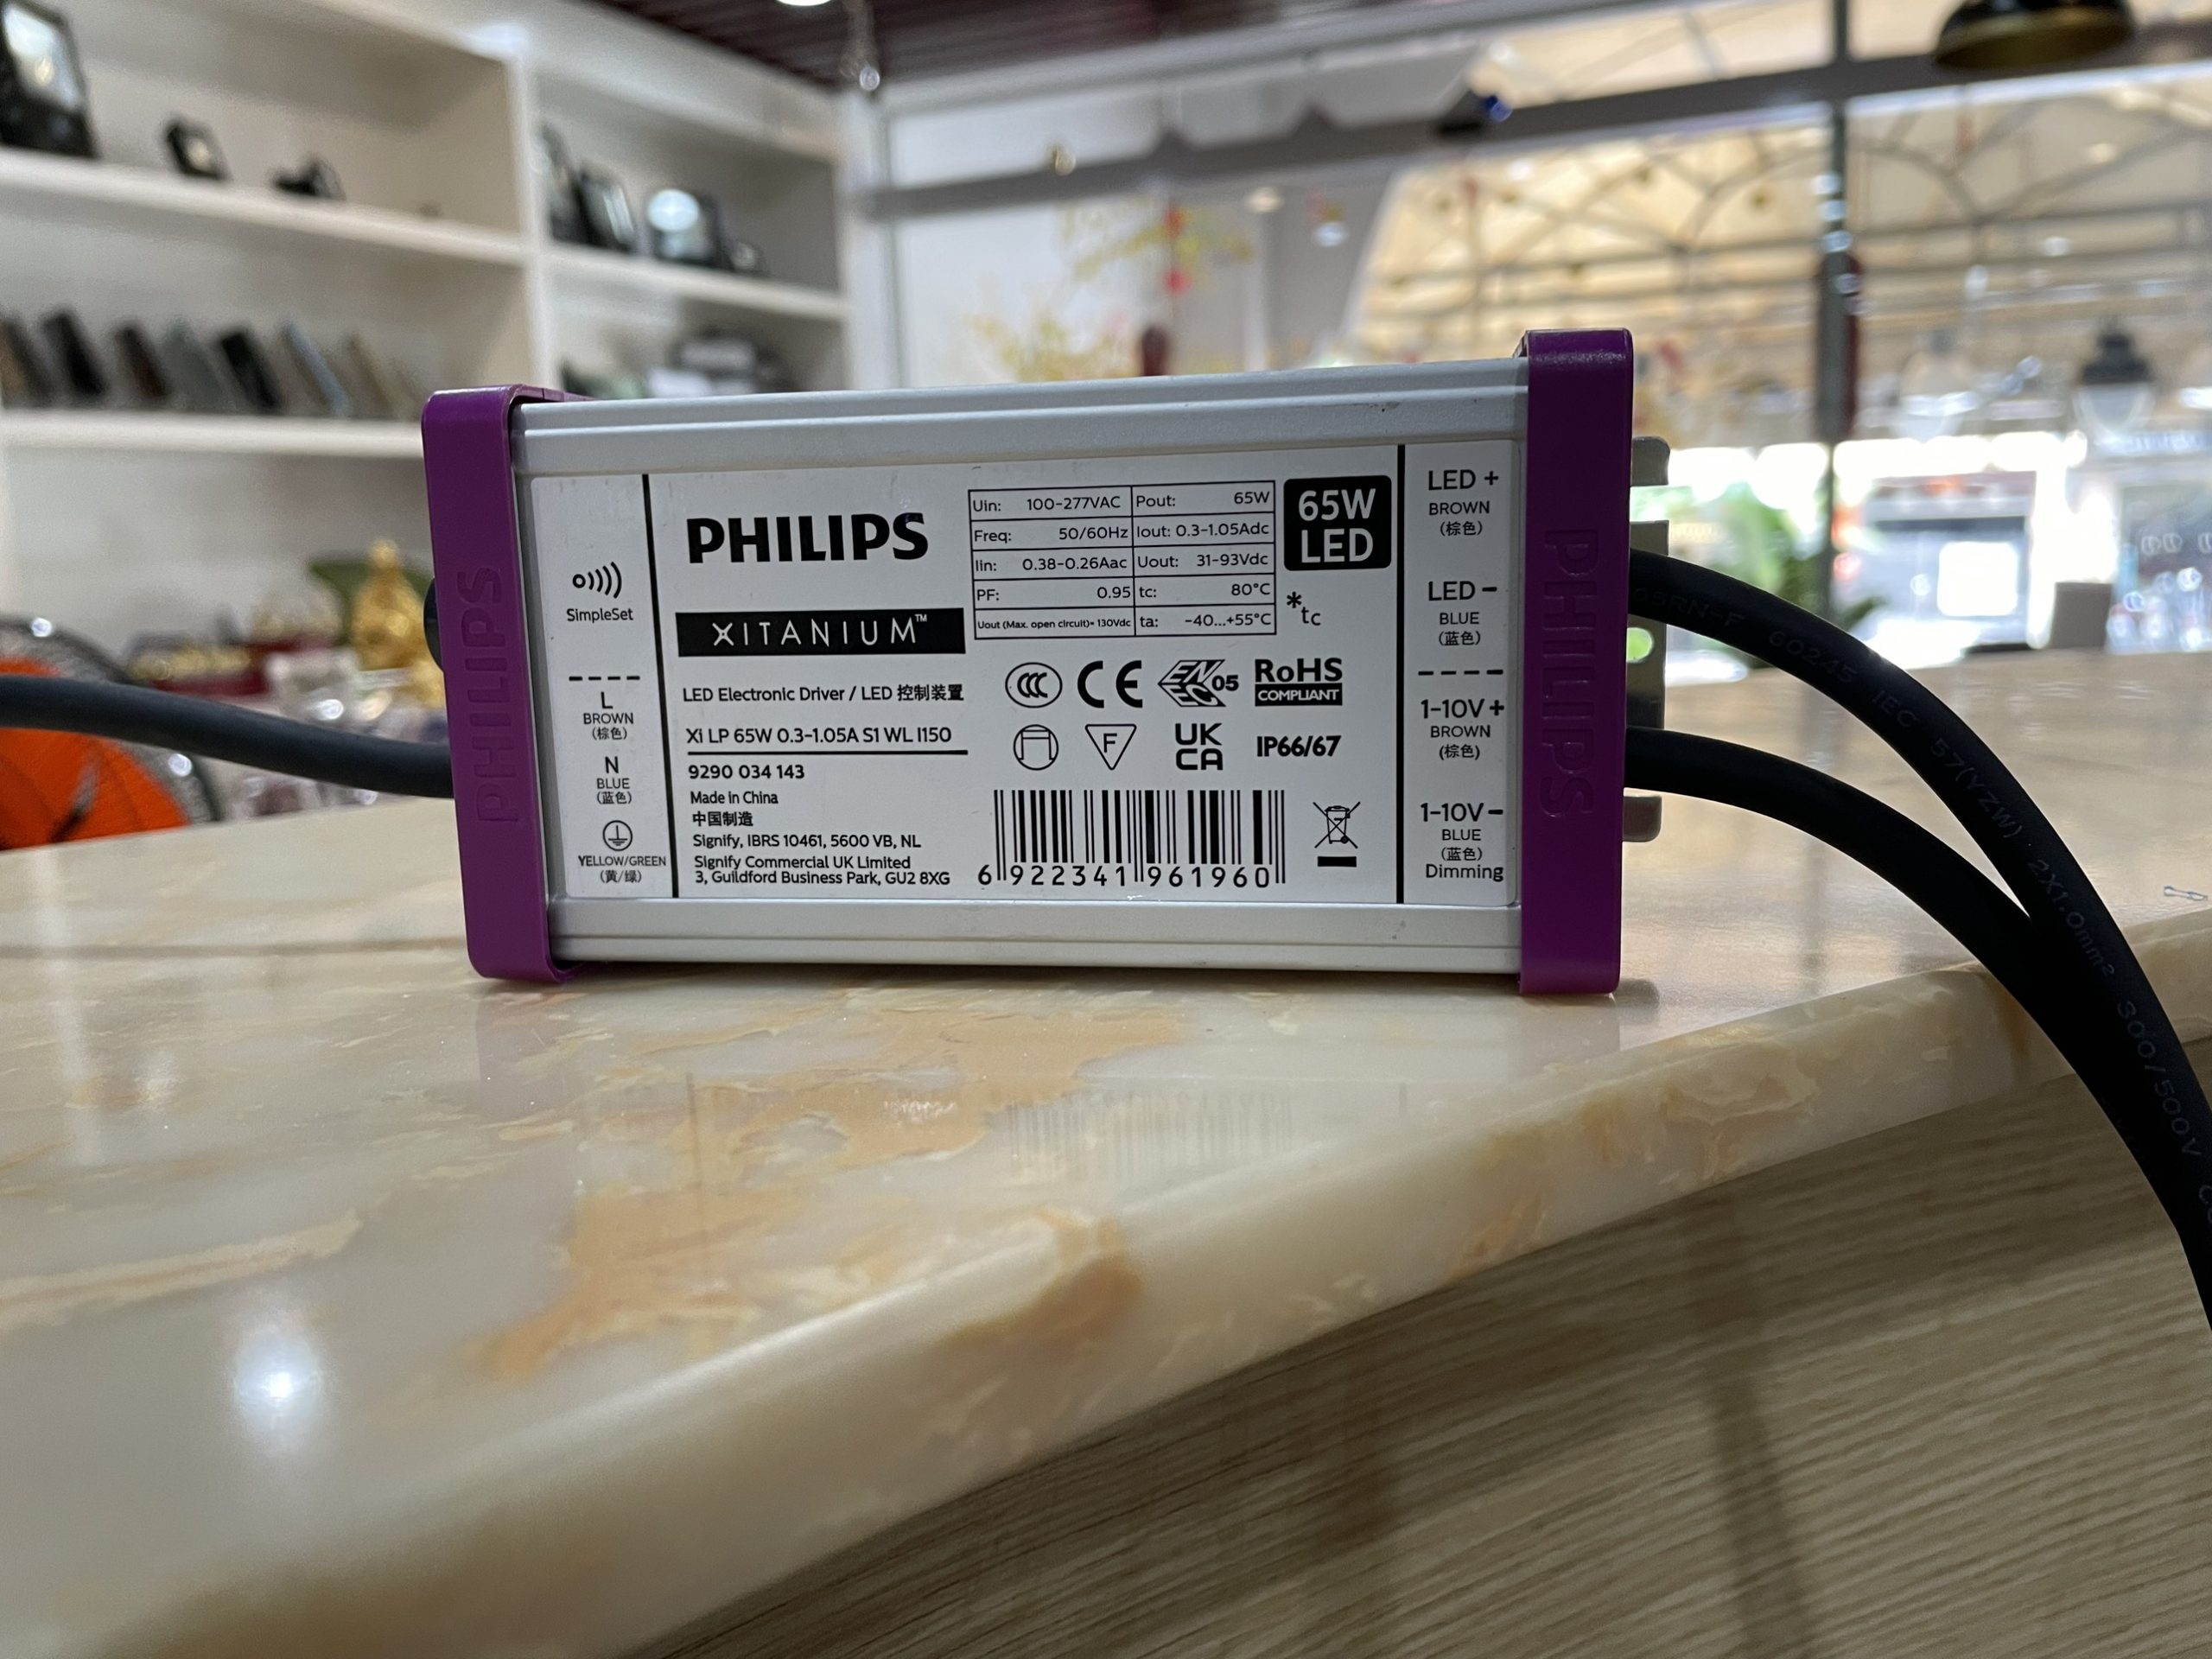 SimpleSet
L
BROWN
(棕色)
N
BLUE
(蓝色)
YELLOW/GREEN
(黄/绿)
PHILIPS
XITANIUM™
LED Electronic Driver / LED 控制装置
Xi LP 65W 0.3-1.05A S1 WL I150
9290 034 143
Made in China
中国制造
Signify, IBRS 10461, 5600 VB, NL
Signify Commercial UK Limited
3, Guildford Business Park, GU2 8XG
Uin: 100-277VAC Pout: 65W
Freq: 50/60Hz Iout: 0.3-1.05Adc
Iin: 0.38-0.26Aac Uout: 31-93Vdc
PF: 0.95 tc: 80°C
Uout (Max. open circuit)= 130Vdc ta: -40...+55°C
65W
LED
*tc
CCC CE ENEC 05 RoHS
COMPLIANT
F UK
CA IP66/67
6 922341 961960
LED +
BROWN
(棕色)
LED -
BLUE
(蓝色)
1-10V+
BROWN
(棕色)
1-10V-
BLUE
(蓝色)
Dimming
PHILIPS
PHILIPS
60245 IEC 57(YZW) 2X1.0mm² 300/500V